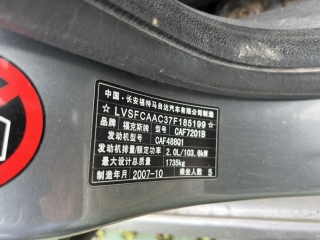 中国·长安福特马自达汽车有限公司制造
☆LVSFCAAC37F185199☆
品牌 福克斯牌 型号 CAF7201B
发动机型号 CAF488Q1
发动机排量/额定功率 2.0L/103.6kW
最大设计总质量 1735kg
制造年月 2007-10 乘坐人数 5